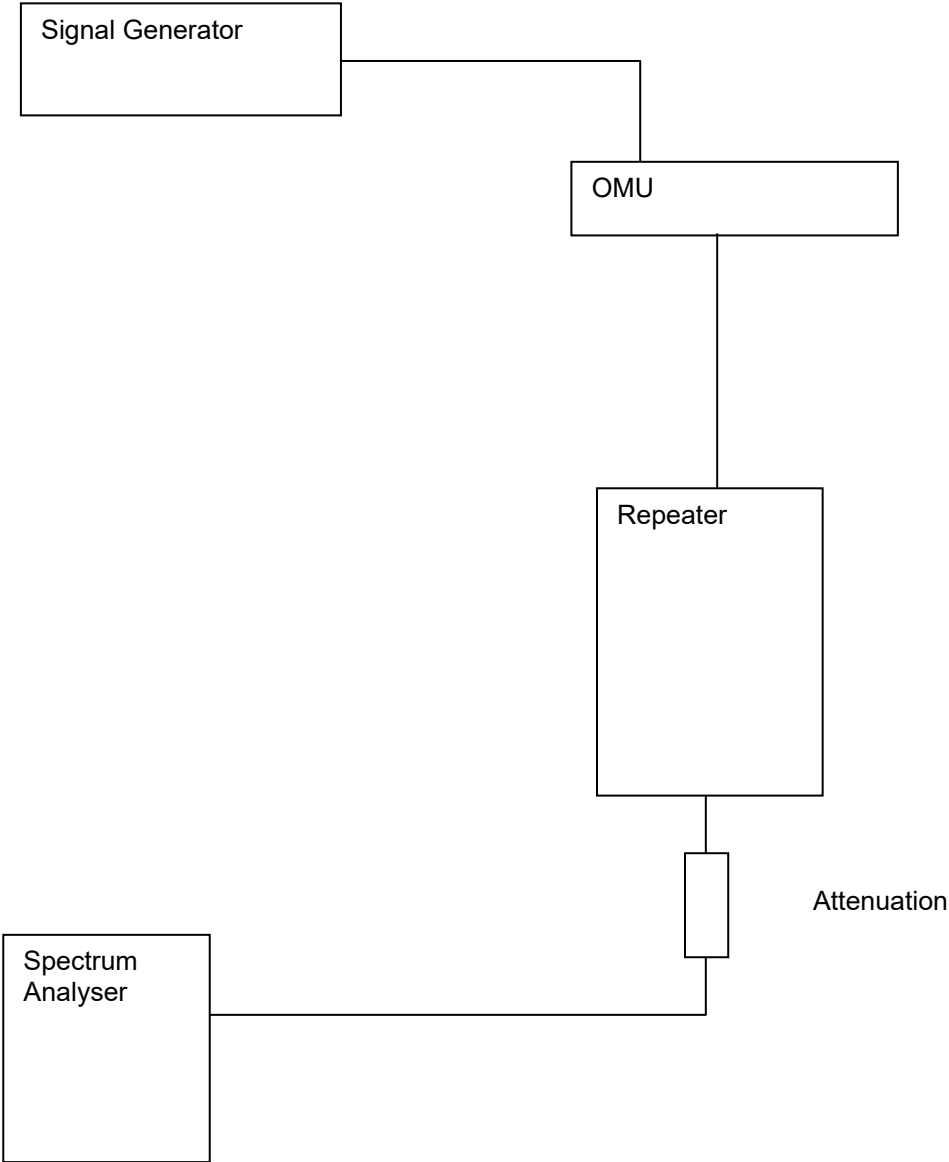 Signal Generator
OMU
Repeater
Attenuation
Spectrum
Analyser